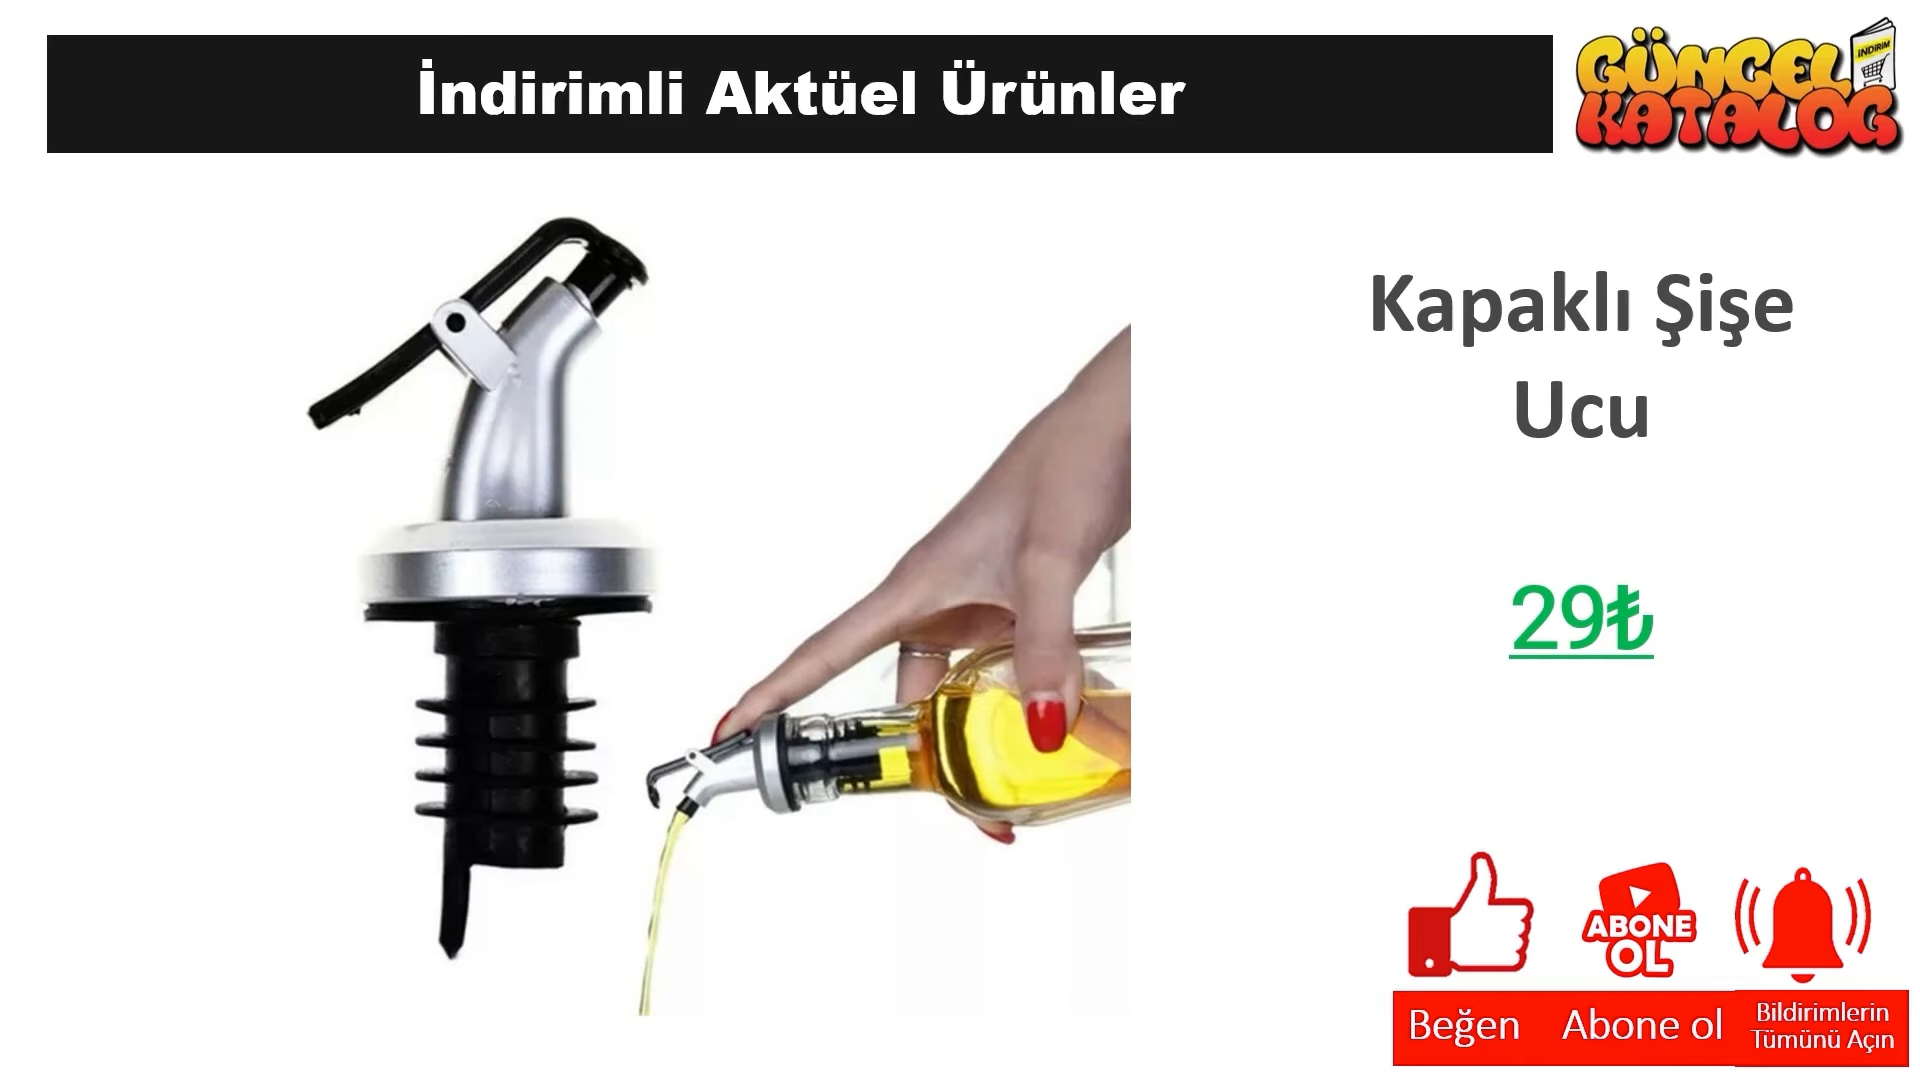 İndirimli Aktüel Ürünler
GÜNCEL
KATALOG
İNDİRİM
Kapaklı Şişe
Ucu
29₺
ABONE
OL
Beğen
Abone ol
Bildirimlerin
Tümünü Açın